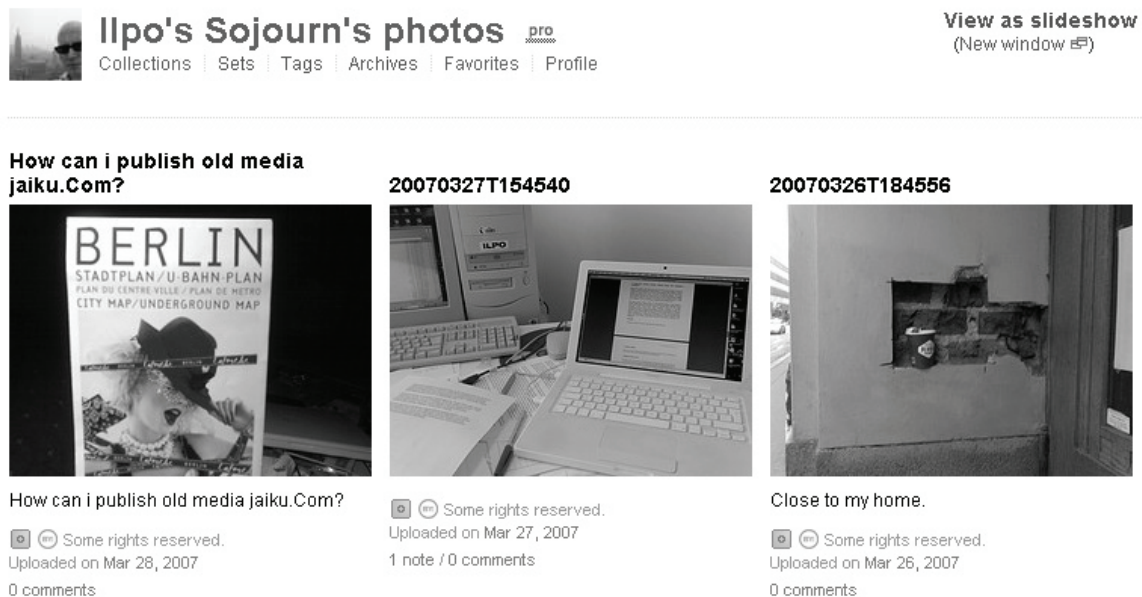 Ilpo's Sojourn's photos pro
View as slideshow
(New window)
Collections Sets Tags Archives Favorites Profile
How can i publish old media
jaiku.Com?
BERLIN
STADTPLAN/U-BAHN-PLAN
PLAN DU CENTRE VILLE / PLAN DE METRO
CITY MAP/UNDERGROUND MAP
BERLIN
BERLIN
How can i publish old media jaiku.Com?
Some rights reserved.
Uploaded on Mar 28, 2007
0 comments
20070327T154540
ILPO
Some rights reserved.
Uploaded on Mar 27, 2007
1 note / 0 comments
20070326T184556
Close to my home.
Some rights reserved.
Uploaded on Mar 26, 2007
0 comments